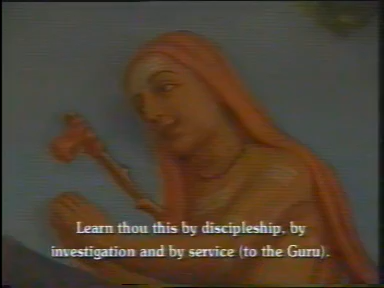 Learn thou this by discipleship, by
investigation and by service (to the Guru).